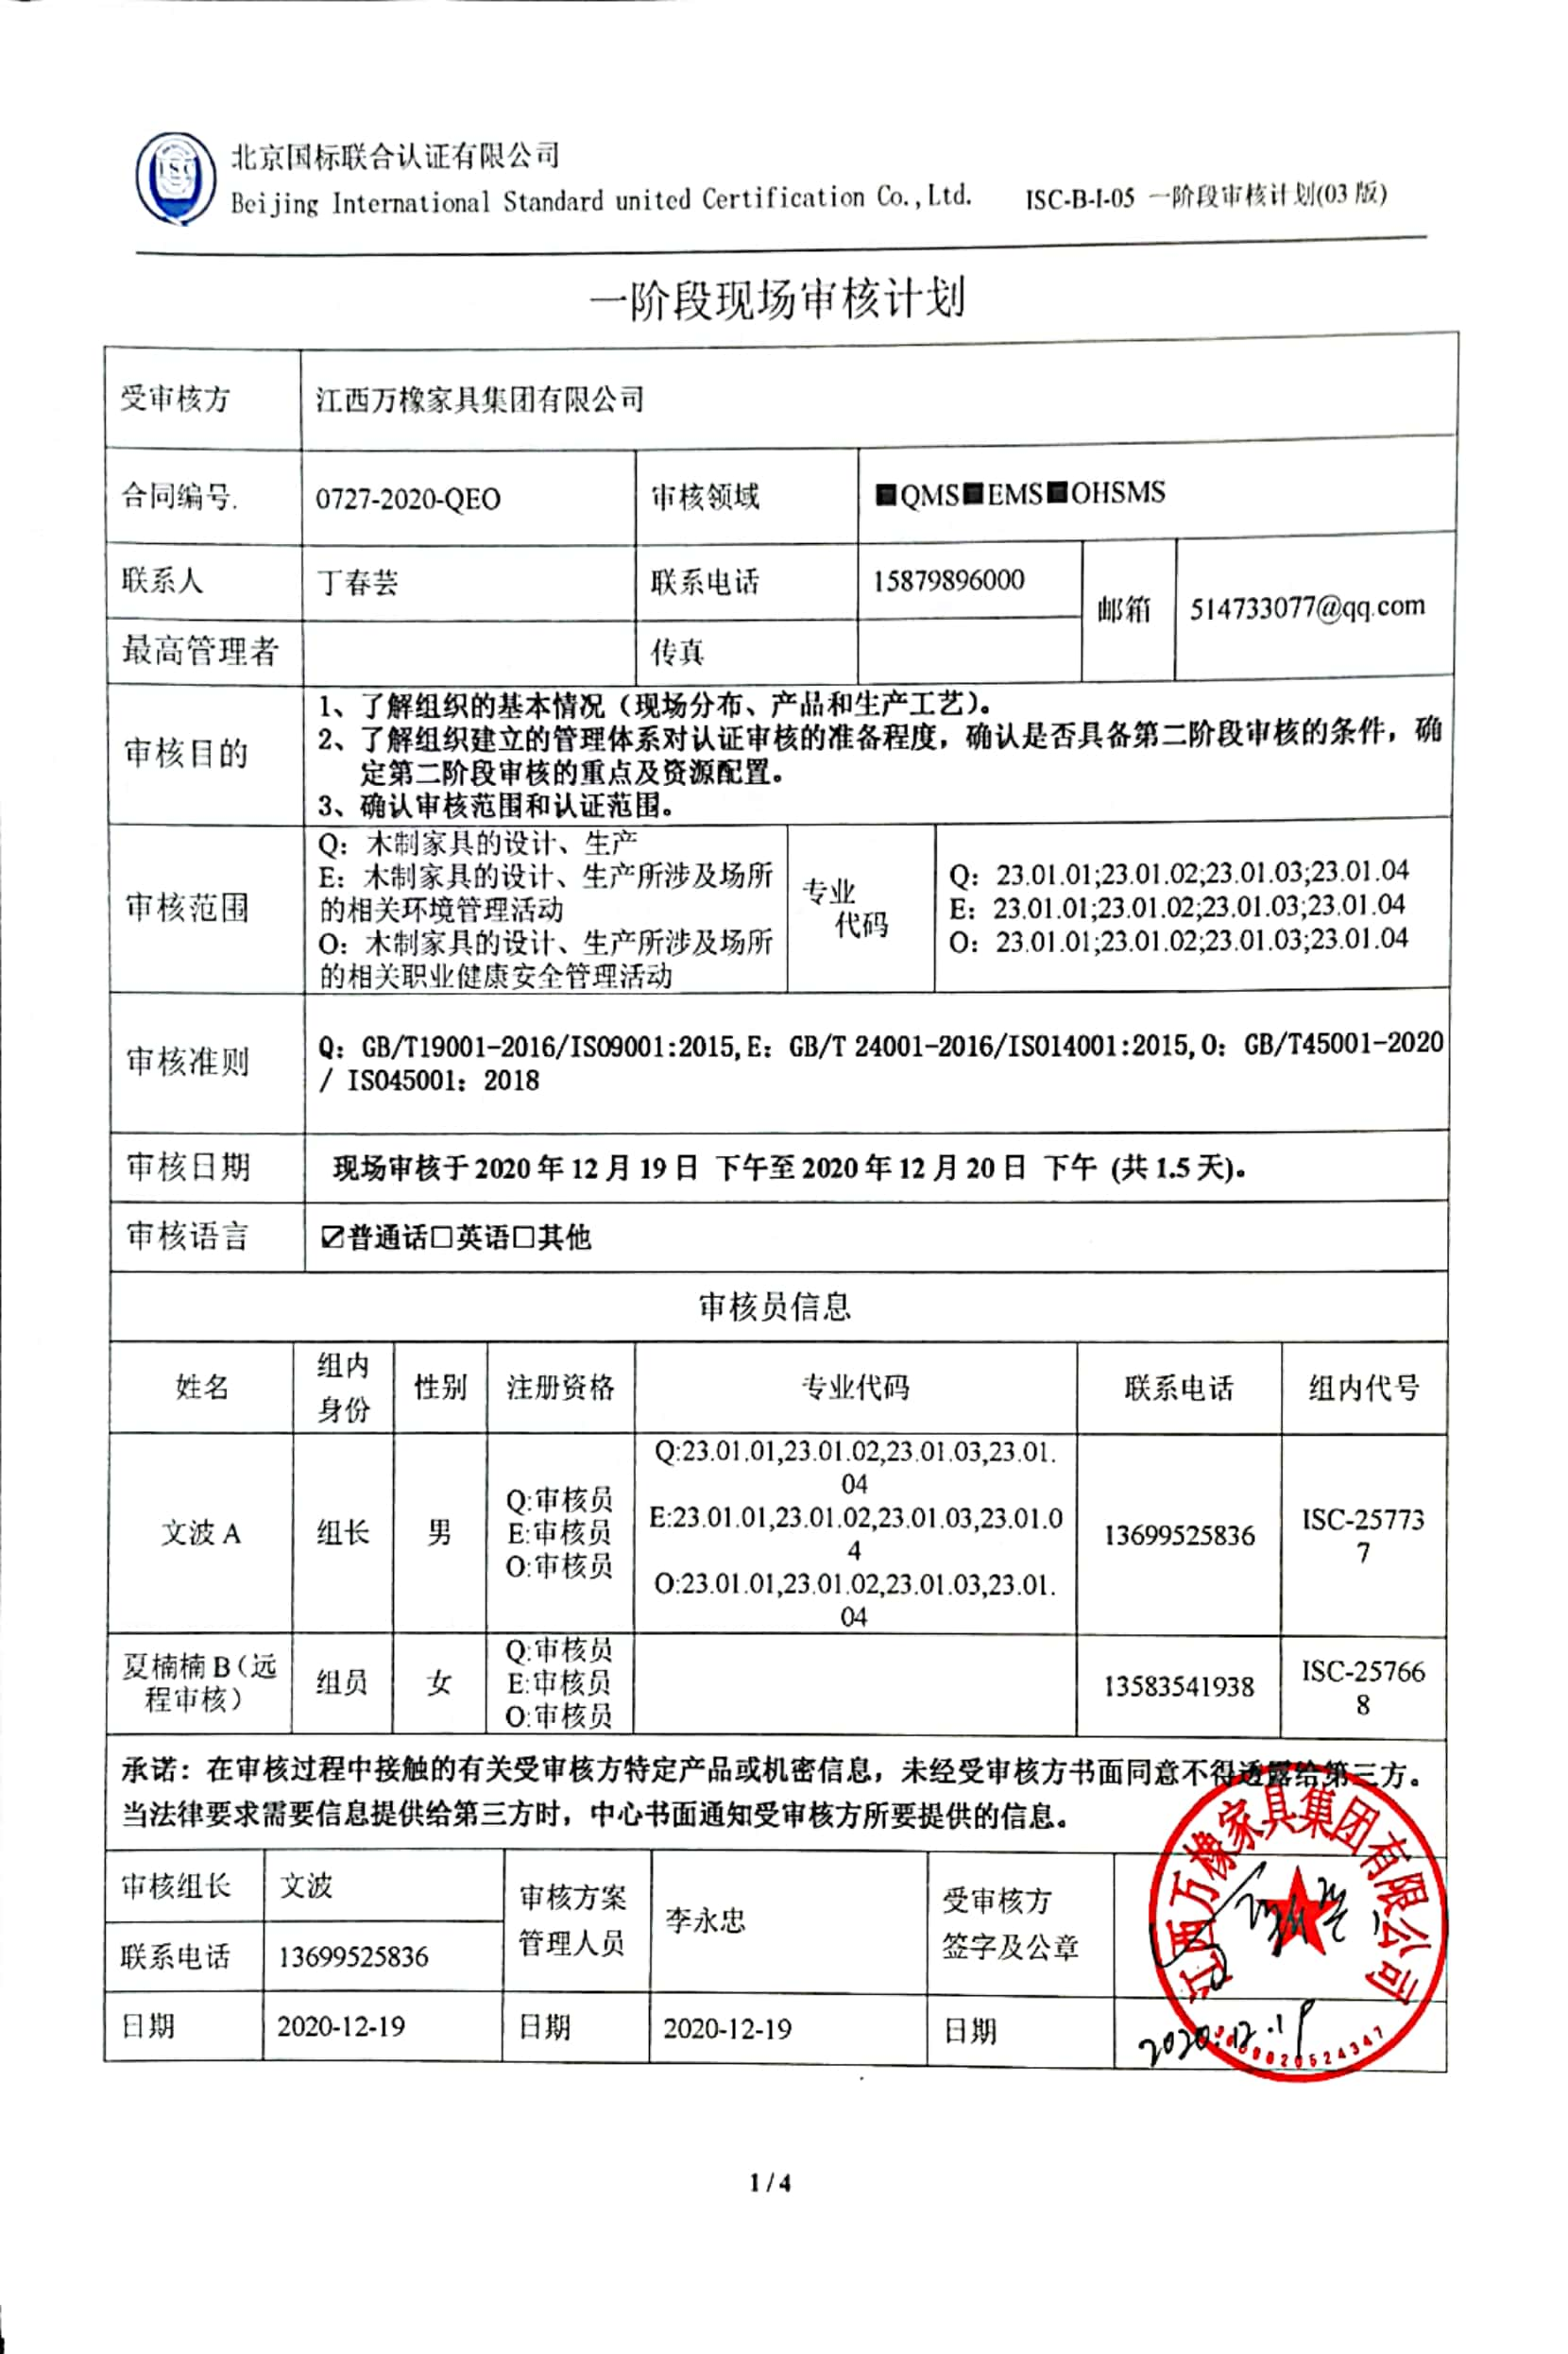 北京国标联合认证有限公司
Beijing International Standard united Certification Co.,Ltd. ISC-B-I-05 一阶段审核计划(03版)
一阶段现场审核计划
受审核方 江西万橡家具集团有限公司
合同编号. 0727-2020-QEO 审核领域 ■QMS■EMS■OHSMS
联系人 丁春芸 联系电话 15879896000 邮箱 514733077@qq.com
最高管理者 传真
审核目的
1、了解组织的基本情况（现场分布、产品和生产工艺）。
2、了解组织建立的管理体系对认证审核的准备程度，确认是否具备第二阶段审核的条件，确
定第二阶段审核的重点及资源配置。
3、确认审核范围和认证范围。
审核范围
Q：木制家具的设计、生产
E：木制家具的设计、生产所涉及场所
的相关环境管理活动
O：木制家具的设计、生产所涉及场所
的相关职业健康安全管理活动
专业
代码
Q：23.01.01;23.01.02;23.01.03;23.01.04
E：23.01.01;23.01.02;23.01.03;23.01.04
O：23.01.01;23.01.02;23.01.03;23.01.04
审核准则
Q：GB/T19001-2016/ISO9001:2015,E：GB/T 24001-2016/ISO14001:2015,O：GB/T45001-2020
/ ISO45001：2018
审核日期 现场审核于2020年12月19日 下午至2020年12月20日 下午 (共1.5天)。
审核语言 ☑普通话□英语□其他
审核员信息
姓名 组内 性别 注册资格 专业代码 联系电话 组内代号
身份
文波A 组长 男
Q:审核员
E:审核员
O:审核员
Q:23.01.01,23.01.02,23.01.03,23.01.
04
E:23.01.01,23.01.02,23.01.03,23.01.0
4
O:23.01.01,23.01.02,23.01.03,23.01.
04
13699525836
ISC-25773
7
夏楠楠B（远
程审核）
组员 女
Q:审核员
E:审核员
O:审核员
13583541938
ISC-25766
8
承诺：在审核过程中接触的有关受审核方特定产品或机密信息，未经受审核方书面同意不得透露给第三方。
当法律要求需要信息提供给第三方时，中心书面通知受审核方所要提供的信息。
审核组长 文波
审核方案
管理人员
李永忠
受审核方
签字及公章
江西万橡家具集团有限公司
联系电话 13699525836
日期 2020-12-19 日期 2020-12-19 日期 2020.12.19
1/4